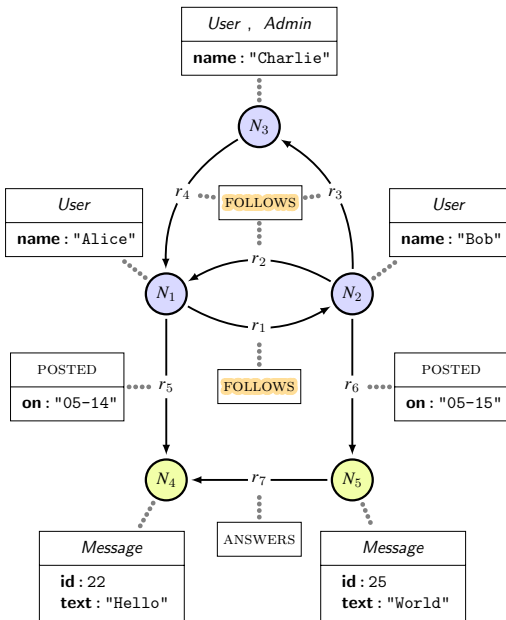 User , Admin
name : "Charlie"
N3
r4
r3
FOLLOWS
User
name : "Alice"
User
name : "Bob"
r2
N1
N2
r1
POSTED
on : "05-14"
r5
FOLLOWS
r6
POSTED
on : "05-15"
N4
r7
N5
ANSWERS
Message
id : 22
text : "Hello"
Message
id : 25
text : "World"